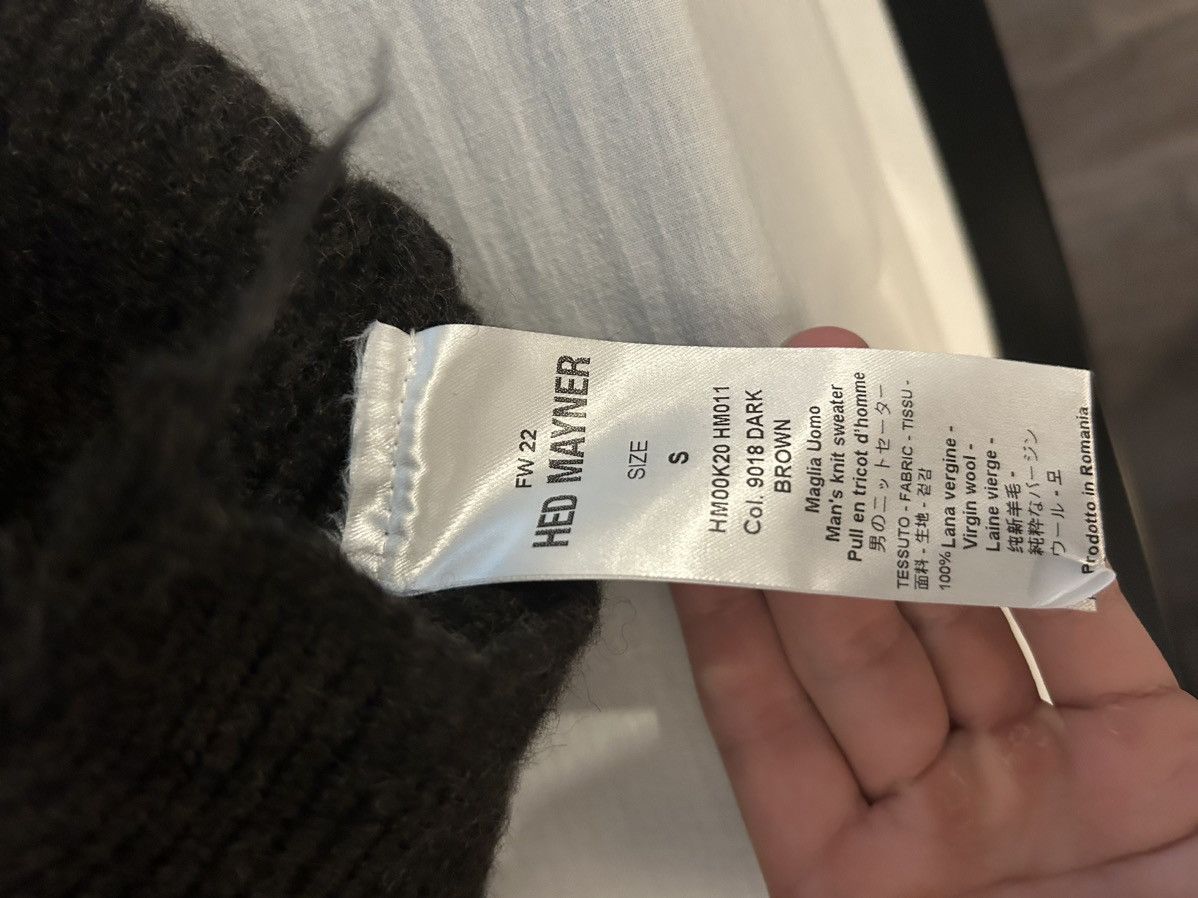 FW 22
HED MAYNER
SIZE
S
HM00K20 HM011
Col. 9018 DARK
BROWN
Maglia Uomo
Man's knit sweater
Pull en tricot d'homme
男のニットセーター
TESSUTO - FABRIC - TISSU -
面料 - 生地 - 겉감
100% Lana vergine -
Virgin wool -
Laine vierge -
纯新羊毛 -
純粋なバージン
ウール - 모
Prodotto in Romania